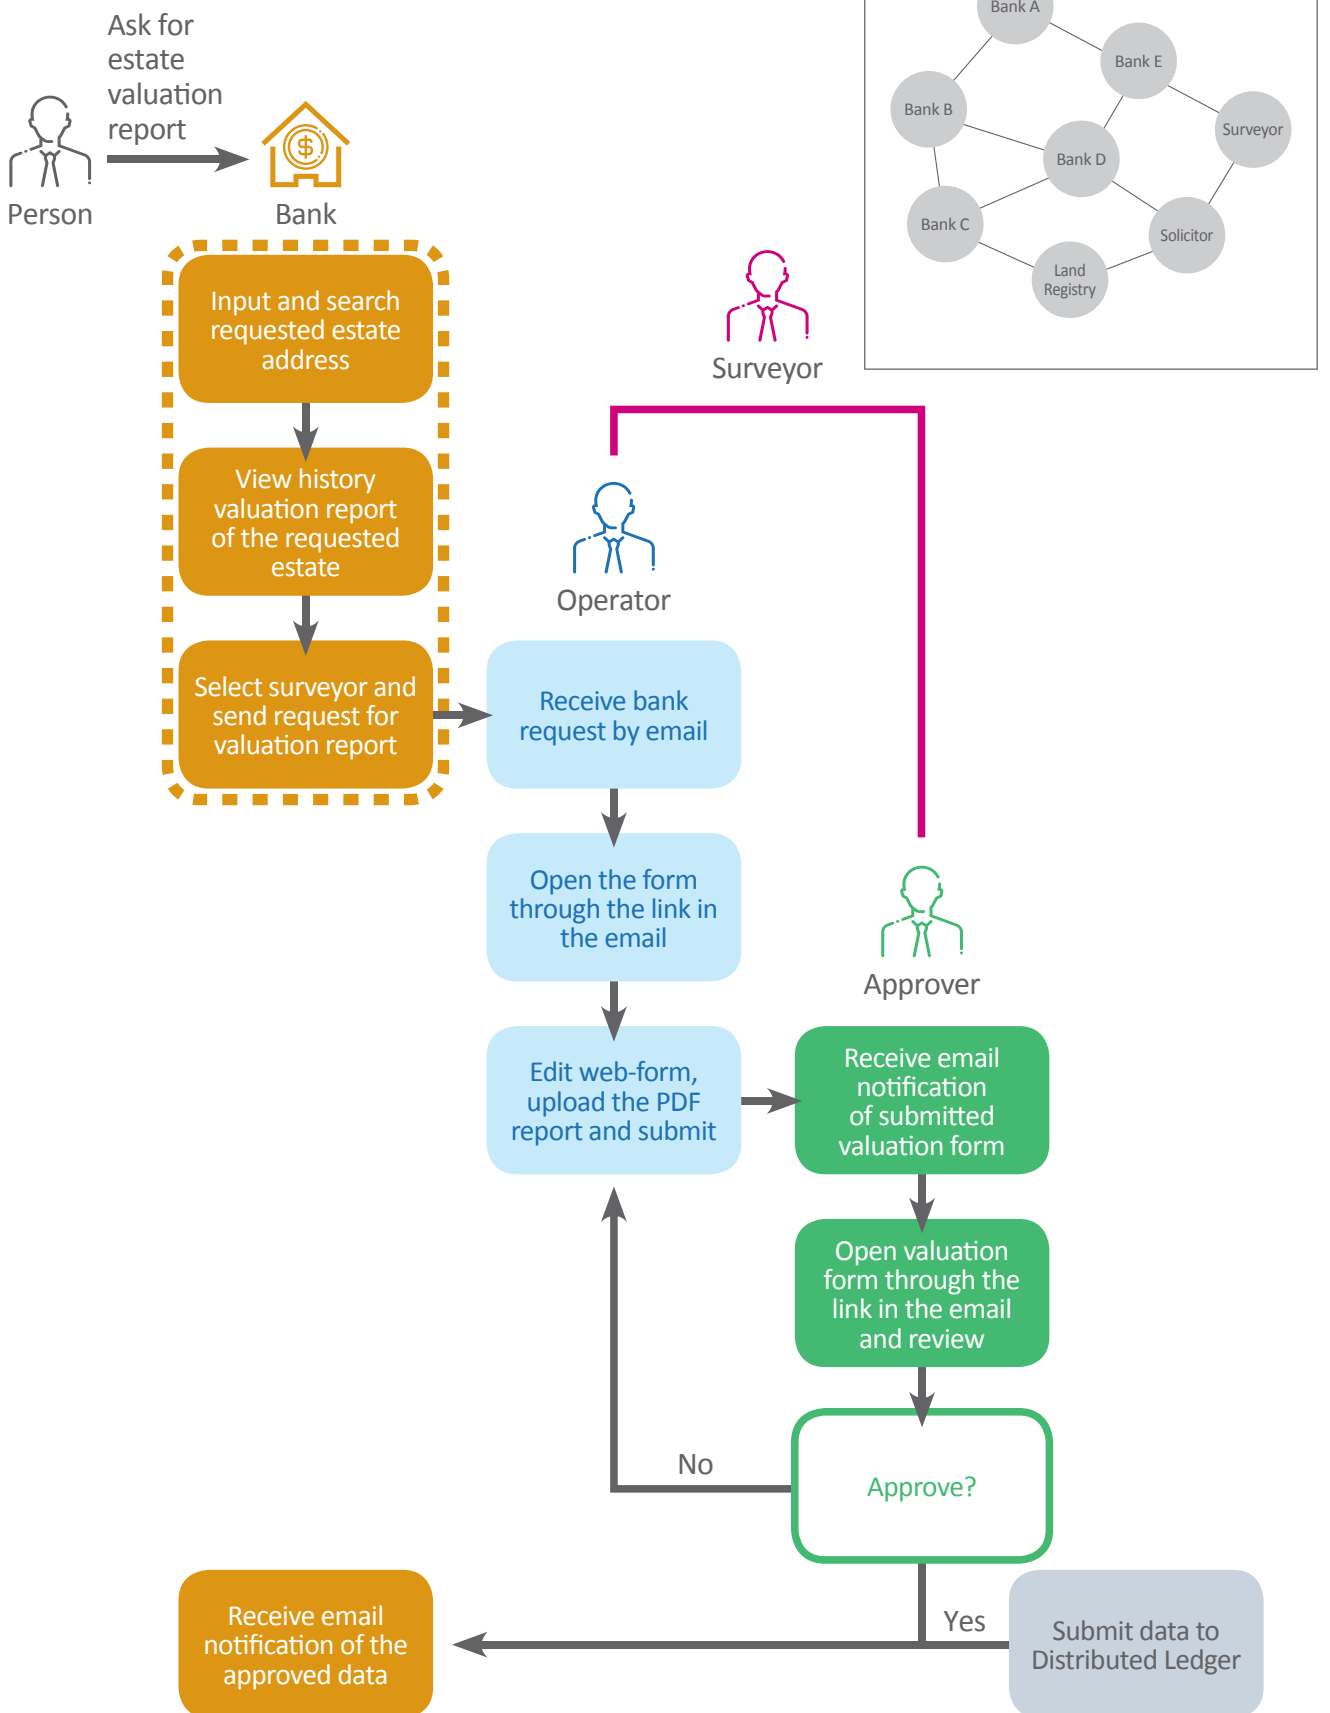 Ask for
estate
valuation
report
Person
Bank
Bank A
Bank E
Bank B
Surveyor
Bank D
Bank C
Solicitor
Land
Registry
Input and search
requested estate
address
View history
valuation report
of the requested
estate
Select surveyor and
send request for
valuation report
Surveyor
Operator
Receive bank
request by email
Open the form
through the link in
the email
Edit web-form,
upload the PDF
report and submit
Approver
Receive email
notification
of submitted
valuation form
Open valuation
form through the
link in the email
and review
Approve?
No
Yes
Submit data to
Distributed Ledger
Receive email
notification of the
approved data